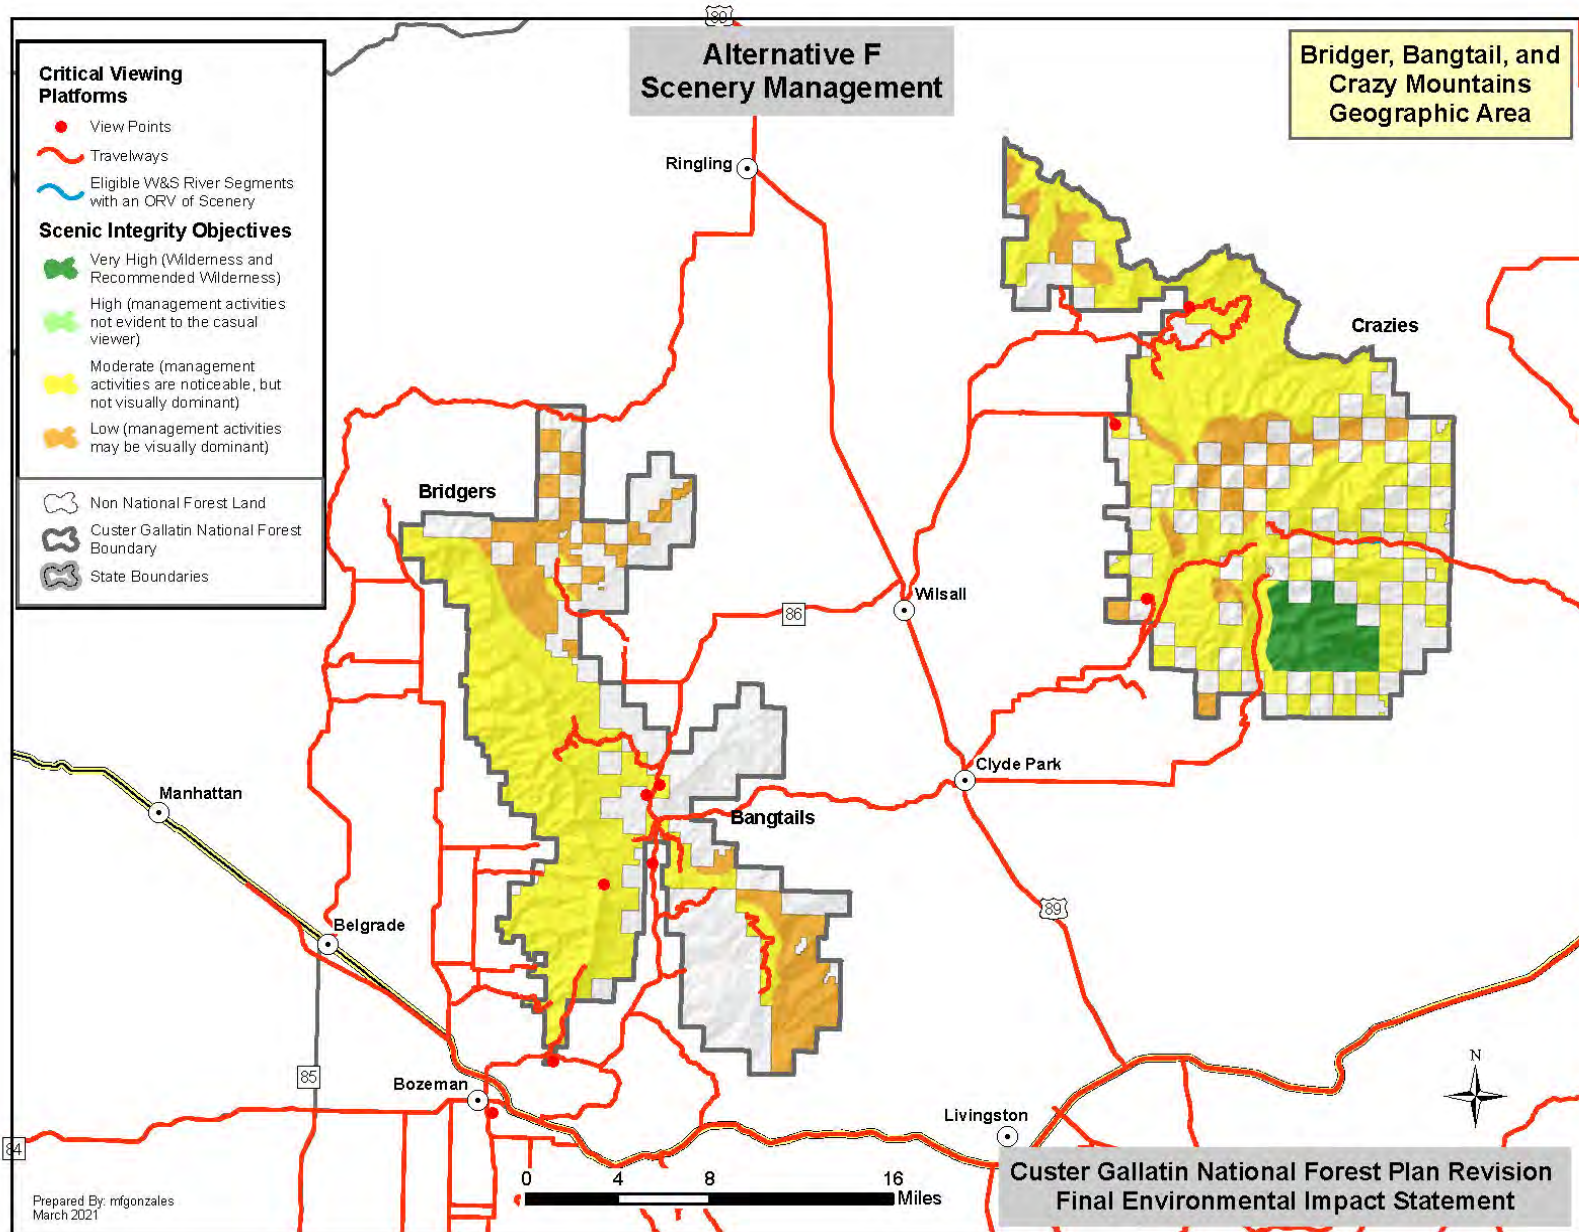 80
Alternative F
Scenery Management
Bridger, Bangtail, and
Crazy Mountains
Geographic Area
Critical Viewing
Platforms
View Points
Travelways
Eligible W&S River Segments
with an ORV of Scenery
Scenic Integrity Objectives
Very High (Wilderness and
Recommended Wilderness)
High (management activities
not evident to the casual
viewer)
Moderate (management
activities are noticeable, but
not visually dominant)
Low (management activities
may be visually dominant)
Non National Forest Land
Custer Gallatin National Forest
Boundary
State Boundaries
Ringling
Crazies
Bridgers
Wilsall
86
Clyde Park
Manhattan
Bangtails
89
Belgrade
85
Bozeman
Livingston
N
84
0
4
8
16
Miles
Custer Gallatin National Forest Plan Revision
Final Environmental Impact Statement
Prepared By: mfgonzales
March 2021